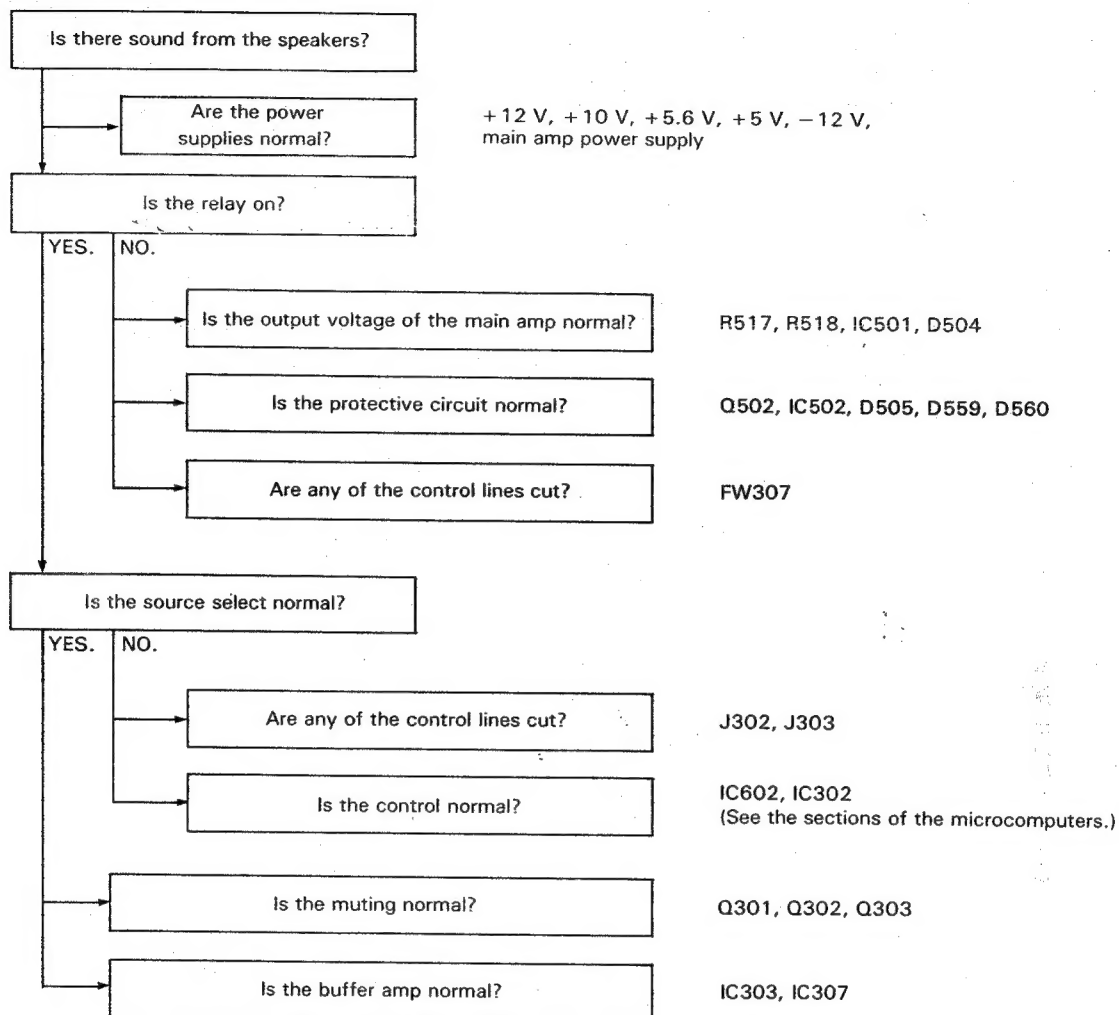 Is there sound from the speakers?
Are the power
supplies normal?
+12 V, +10 V, +5.6 V, +5 V, −12 V,
main amp power supply
Is the relay on?
YES. NO.
Is the output voltage of the main amp normal?
R517, R518, IC501, D504
Is the protective circuit normal?
Q502, IC502, D505, D559, D560
Are any of the control lines cut?
FW307
Is the source select normal?
YES. NO.
Are any of the control lines cut?
J302, J303
Is the control normal?
IC602, IC302
(See the sections of the microcomputers.)
Is the muting normal?
Q301, Q302, Q303
Is the buffer amp normal?
IC303, IC307